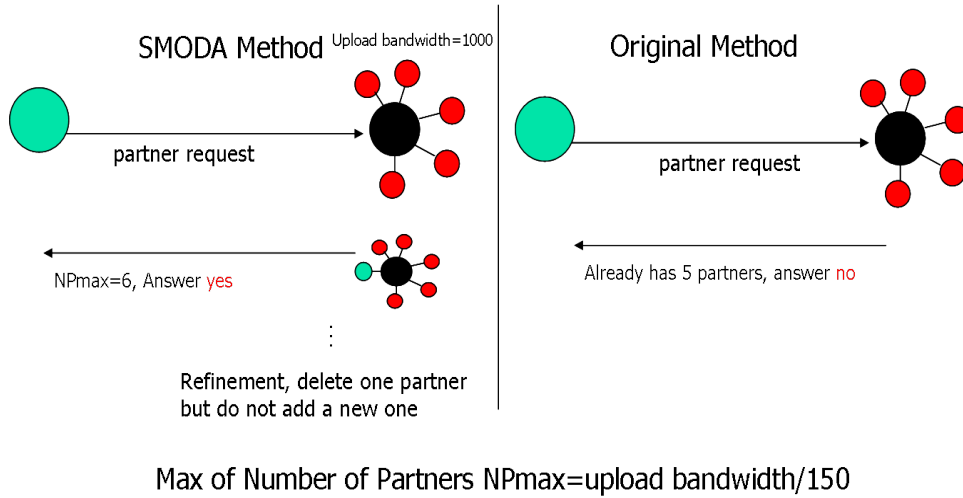 SMODA Method
Upload bandwidth=1000
partner request
NPmax=6, Answer yes
Refinement, delete one partner
but do not add a new one
Original Method
partner request
Already has 5 partners, answer no
Max of Number of Partners NPmax=upload bandwidth/150